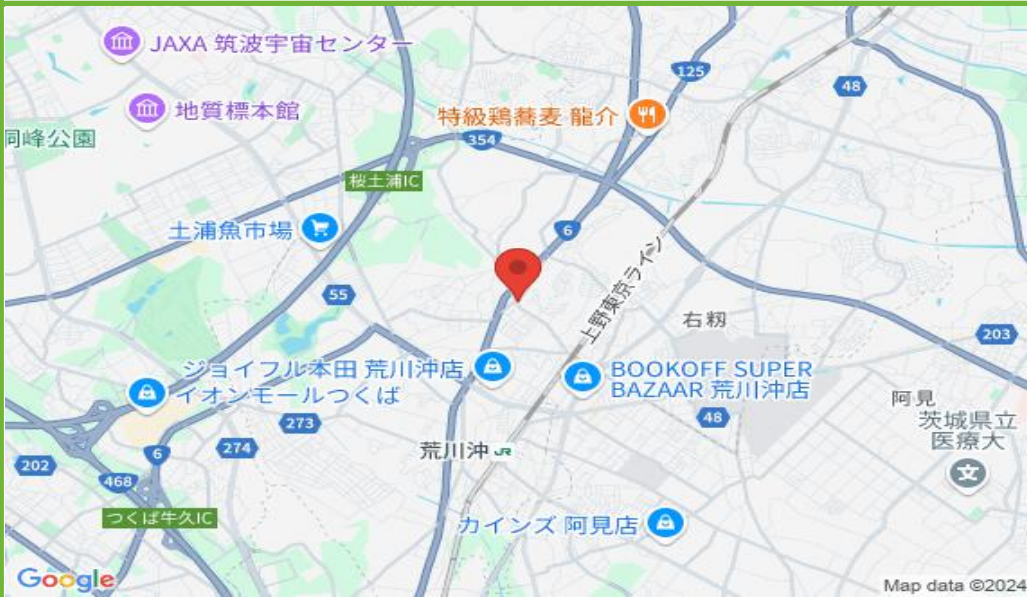 JAXA 筑波宇宙センター
125
48
地質標本館
特級鶏蕎麦 龍介
洞峰公園
354
桜土浦IC
土浦魚市場
6
上野東京ライン
55
右籾
203
ジョイフル本田 荒川沖店
イオンモールつくば
BOOKOFF SUPER
BAZAAR 荒川沖店
阿見
48
茨城県立
医療大
273
274
荒川沖 JR
202
6
468
つくば牛久IC
カインズ 阿見店
Google
Map data ©2024